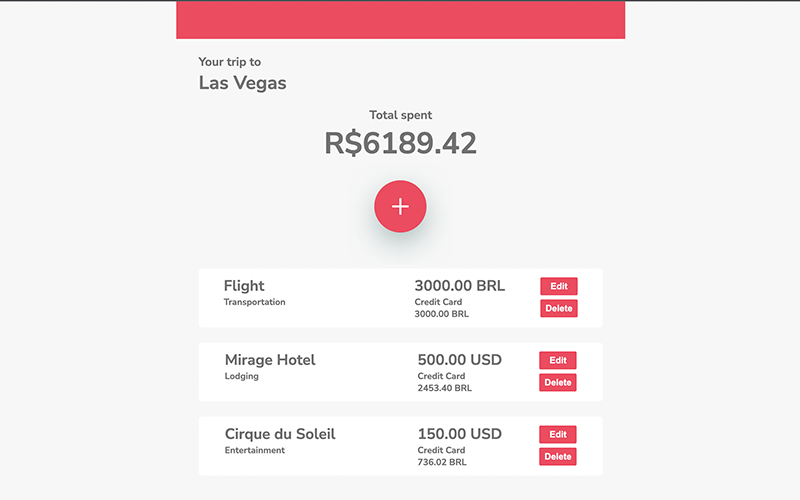 Your trip to
Las Vegas
Total spent
R$6189.42
+
Flight
Transportation
3000.00 BRL
Credit Card
3000.00 BRL
Edit
Delete
Mirage Hotel
Lodging
500.00 USD
Credit Card
2453.40 BRL
Edit
Delete
Cirque du Soleil
Entertainment
150.00 USD
Credit Card
736.02 BRL
Edit
Delete